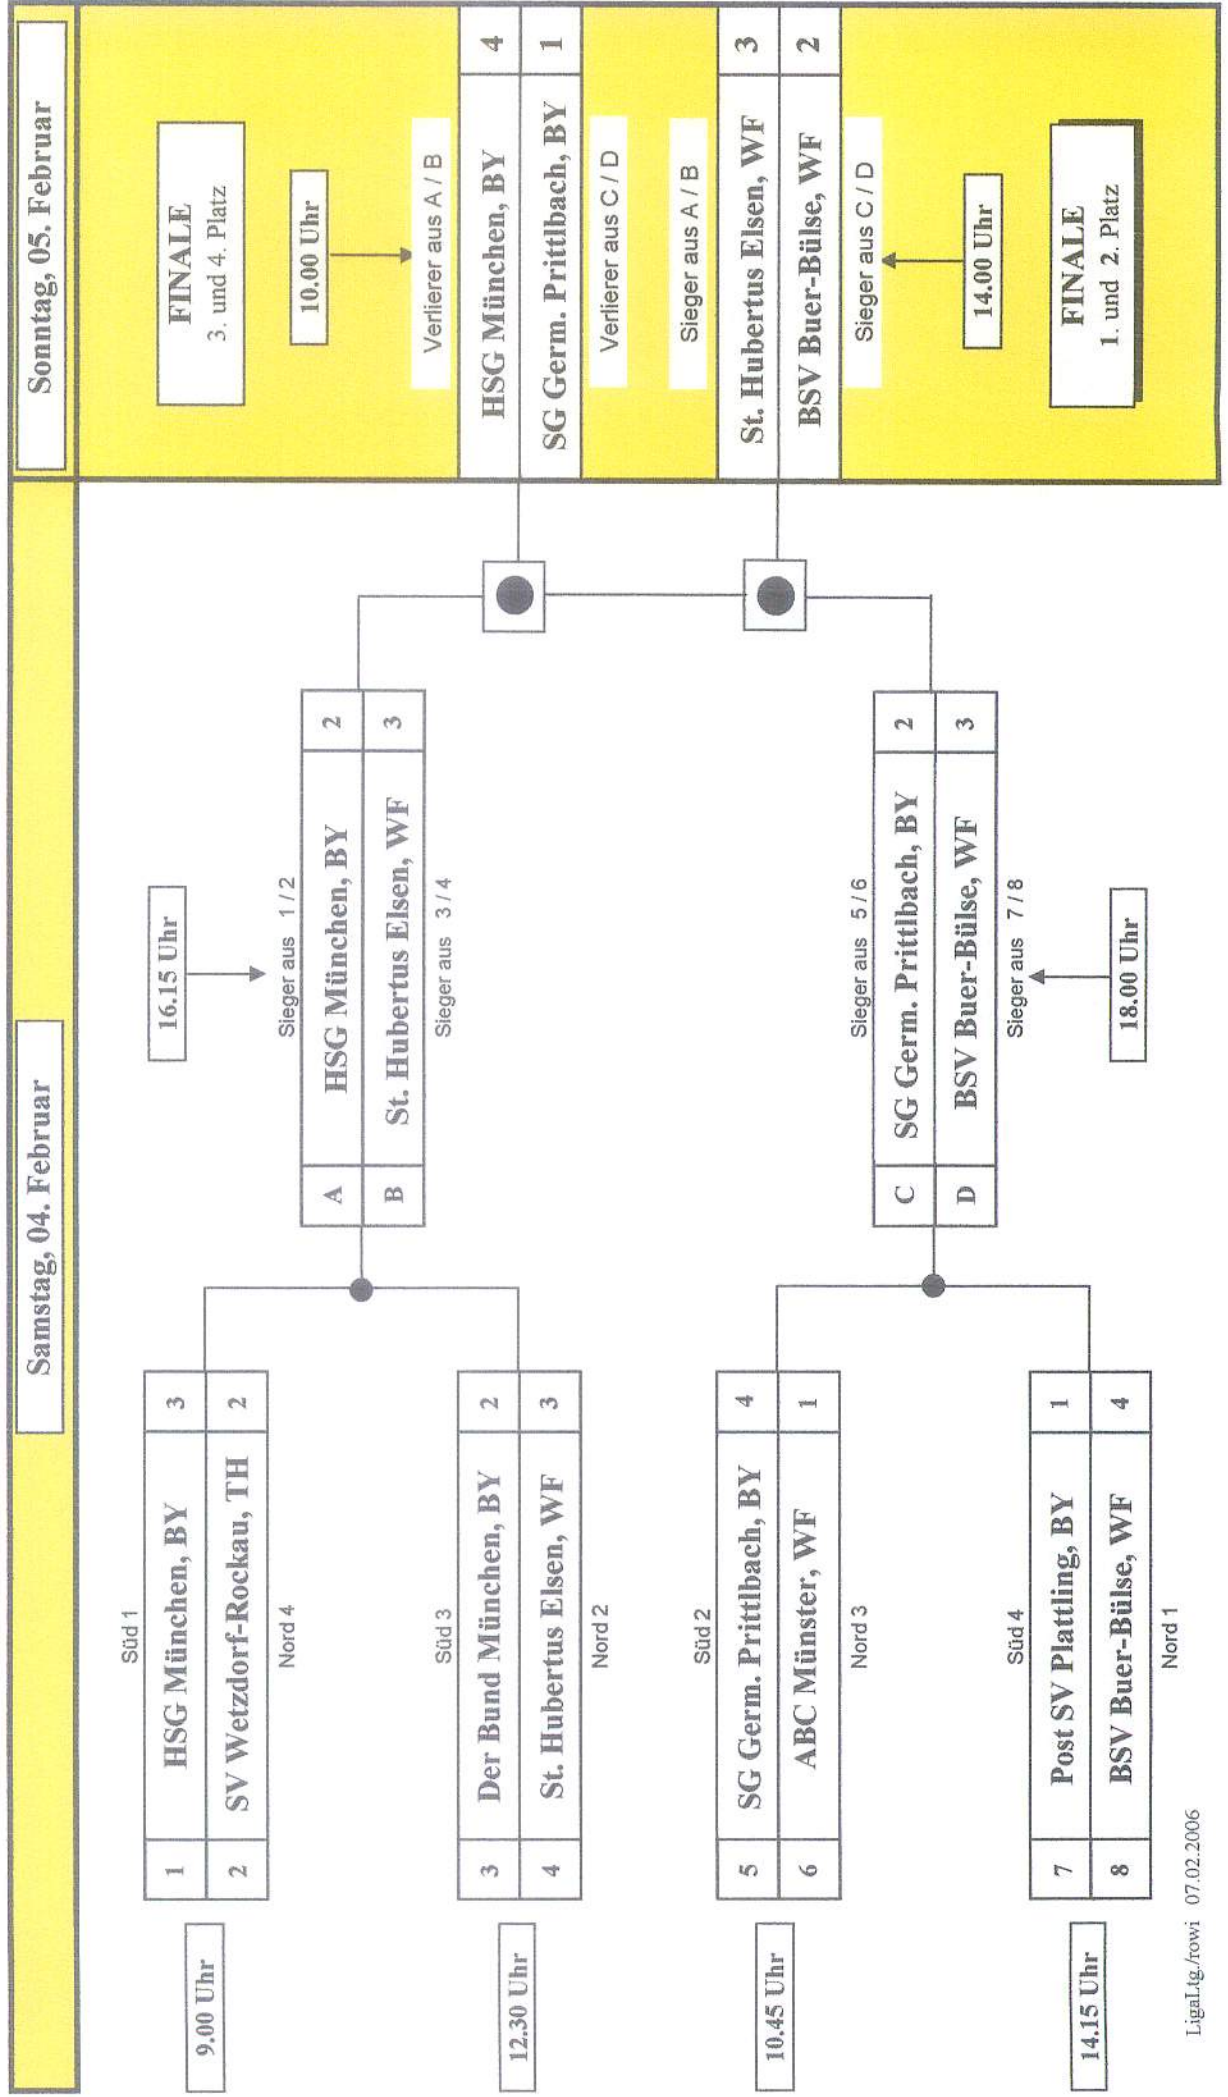 Samstag, 04. Februar
Sonntag, 05. Februar
9.00 Uhr
Süd 1
1 HSG München, BY 3
2 SV Wetzdorf-Rockau, TH 2
Nord 4
12.30 Uhr
Süd 3
3 Der Bund München, BY 2
4 St. Hubertus Elsen, WF 3
Nord 2
10.45 Uhr
Süd 2
5 SG Germ. Prittlbach, BY 4
6 ABC Münster, WF 1
Nord 3
14.15 Uhr
Süd 4
7 Post SV Plattling, BY 1
8 BSV Buer-Bülse, WF 4
Nord 1
16.15 Uhr
Sieger aus 1 / 2
A HSG München, BY 2
B St. Hubertus Elsen, WF 3
Sieger aus 3 / 4
Sieger aus 5 / 6
C SG Germ. Prittlbach, BY 2
D BSV Buer-Bülse, WF 3
Sieger aus 7 / 8
18.00 Uhr
FINALE
3. und 4. Platz
10.00 Uhr
Verlierer aus A / B
HSG München, BY 4
SG Germ. Prittlbach, BY 1
Verlierer aus C / D
Sieger aus A / B
St. Hubertus Elsen, WF 3
BSV Buer-Bülse, WF 2
Sieger aus C / D
14.00 Uhr
FINALE
1. und 2. Platz
LigaLtg./rowi 07.02.2006